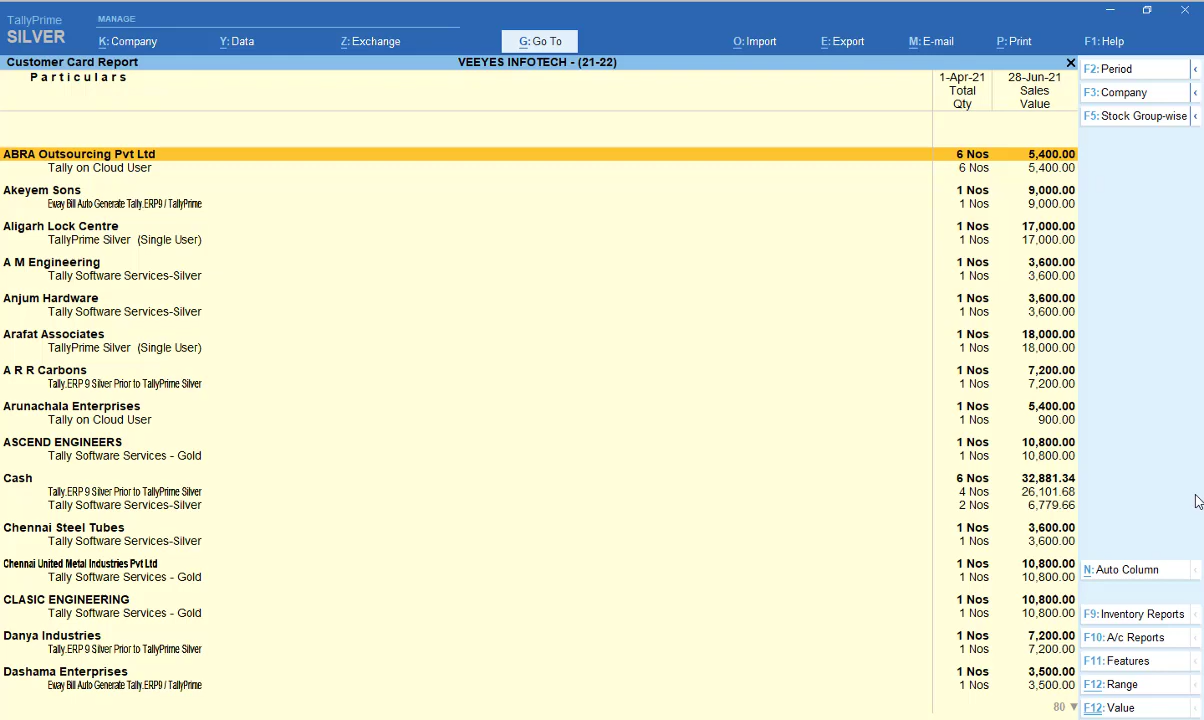 TallyPrime
SILVER
MANAGE
K: Company
Y: Data
Z: Exchange
G: Go To
O: Import
E: Export
M: E-mail
P: Print
F1: Help
Customer Card Report
VEEYES INFOTECH - (21-22)
Particulars
1-Apr-21 28-Jun-21
Total Sales
Qty Value
ABRA Outsourcing Pvt Ltd 6 Nos 5,400.00
Tally on Cloud User 6 Nos 5,400.00
Akeyem Sons 1 Nos 9,000.00
Eway Bill Auto Generate Tally.ERP9 / TallyPrime 1 Nos 9,000.00
Aligarh Lock Centre 1 Nos 17,000.00
TallyPrime Silver (Single User) 1 Nos 17,000.00
A M Engineering 1 Nos 3,600.00
Tally Software Services-Silver 1 Nos 3,600.00
Anjum Hardware 1 Nos 3,600.00
Tally Software Services-Silver 1 Nos 3,600.00
Arafat Associates 1 Nos 18,000.00
TallyPrime Silver (Single User) 1 Nos 18,000.00
A R R Carbons 1 Nos 7,200.00
Tally.ERP 9 Silver Prior to TallyPrime Silver 1 Nos 7,200.00
Arunachala Enterprises 1 Nos 5,400.00
Tally on Cloud User 1 Nos 900.00
ASCEND ENGINEERS 1 Nos 10,800.00
Tally Software Services - Gold 1 Nos 10,800.00
Cash 6 Nos 32,881.34
Tally.ERP 9 Silver Prior to TallyPrime Silver 4 Nos 26,101.68
Tally Software Services-Silver 2 Nos 6,779.66
Chennai Steel Tubes 1 Nos 3,600.00
Tally Software Services-Silver 1 Nos 3,600.00
Chennai United Metal Industries Pvt Ltd 1 Nos 10,800.00
Tally Software Services - Gold 1 Nos 10,800.00
CLASIC ENGINEERING 1 Nos 10,800.00
Tally Software Services - Gold 1 Nos 10,800.00
Danya Industries 1 Nos 7,200.00
Tally.ERP 9 Silver Prior to TallyPrime Silver 1 Nos 7,200.00
Dashama Enterprises 1 Nos 3,500.00
Eway Bill Auto Generate Tally.ERP9 / TallyPrime 1 Nos 3,500.00
80
F2: Period
F3: Company
F5: Stock Group-wise
N: Auto Column
F9: Inventory Reports
F10: A/c Reports
F11: Features
F12: Range
F12: Value